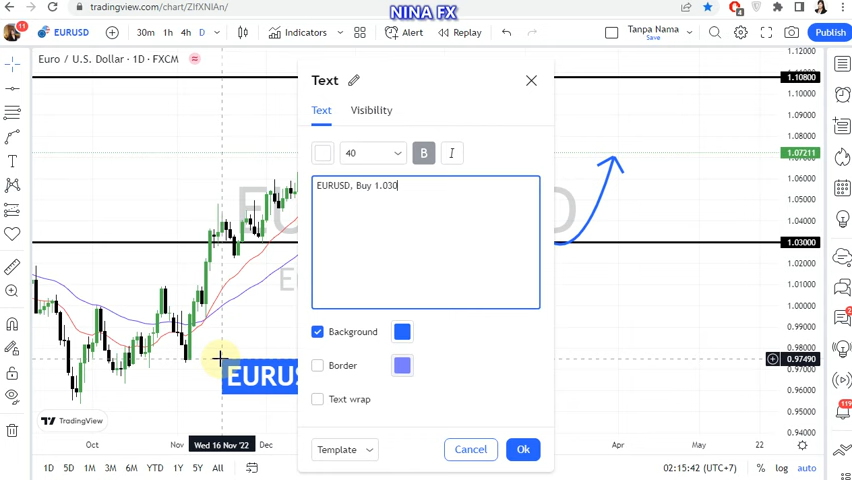 NINA FX
tradingview.com/chart/ZIfXNIAn/
11
EURUSD
30m 1h 4h D
Indicators
Alert
Replay
Tanpa Nama
Save
Publish
Euro / U.S. Dollar · 1D · FXCM
Text
Text
Visibility
40
B
I
EURUSD, Buy 1.030
Background
Border
Text wrap
Template
Cancel
Ok
EURUS
1.12000
1.10800
1.10000
1.09000
1.08000
1.07211
1.06000
1.05000
1.04000
1.03000
1.02000
1.01000
1.00000
0.99000
0.98000
0.97490
0.96000
0.95000
0.94000
TradingView
Oct
Nov
Wed 16 Nov '22
Dec
Apr
May
22
1D 5D 1M 3M 6M YTD 1Y 5Y All
02:15:42 (UTC+7)
%
log
auto
119